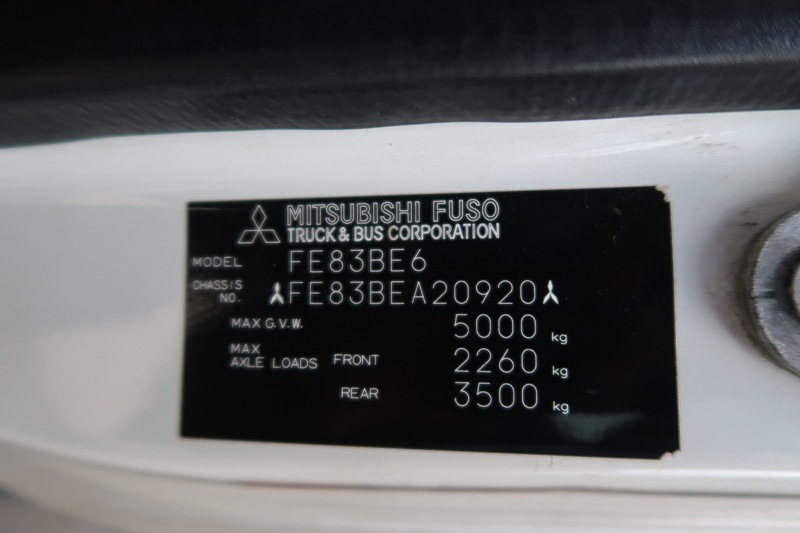 MITSUBISHI FUSO
TRUCK & BUS CORPORATION
MODEL FE83BE6
CHASSIS NO. FE83BEA20920
MAX G.V.W. 5000 kg
MAX AXLE LOADS FRONT 2260 kg
REAR 3500 kg